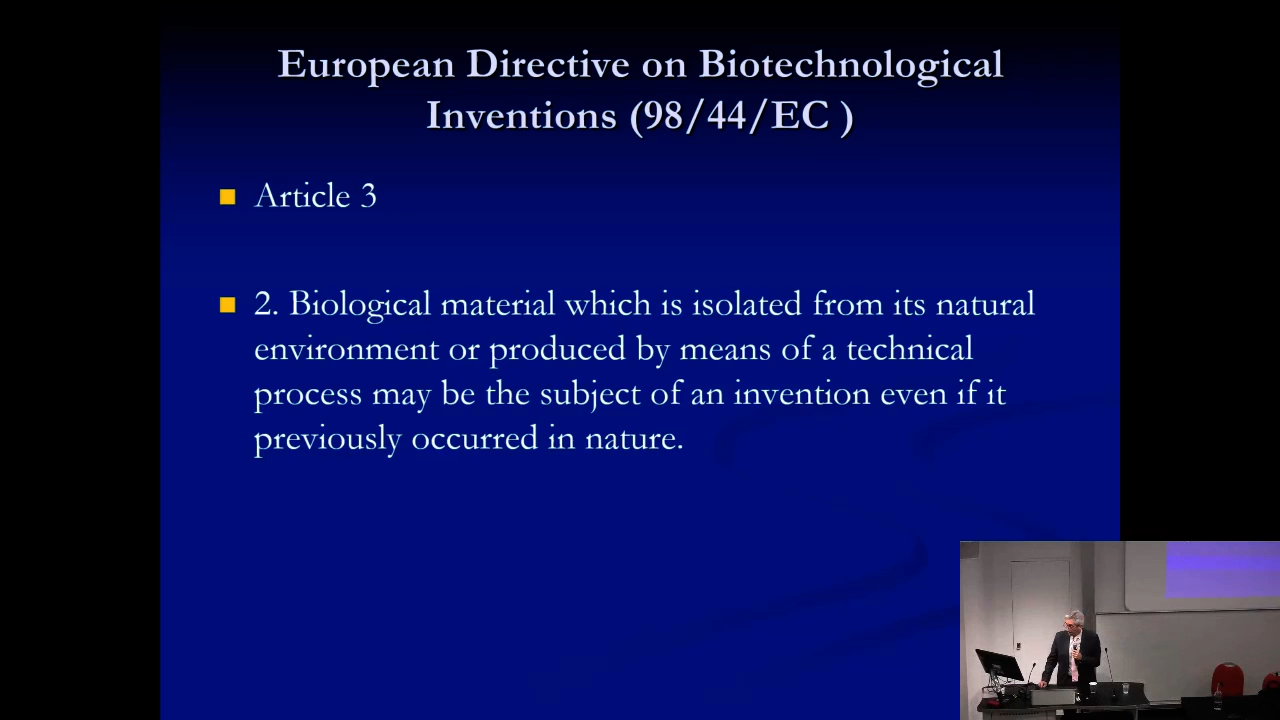 European Directive on Biotechnological
Inventions (98/44/EC )
Article 3
2. Biological material which is isolated from its natural
environment or produced by means of a technical
process may be the subject of an invention even if it
previously occurred in nature.